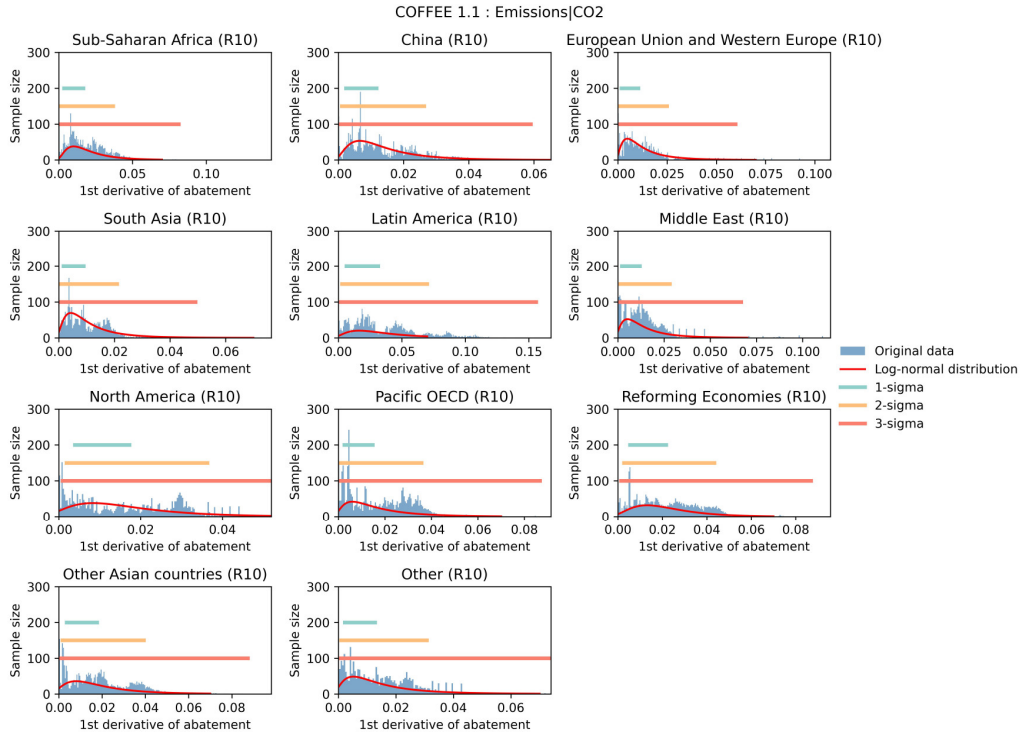 COFFEE 1.1 : Emissions|CO2
Sub-Saharan Africa (R10)
China (R10)
European Union and Western Europe (R10)
Sample size
300
200
100
0
0.00
0.05
0.10
1st derivative of abatement
Sample size
300
200
100
0
0.00
0.02
0.04
0.06
1st derivative of abatement
Sample size
300
200
100
0
0.000
0.025
0.050
0.075
0.100
1st derivative of abatement
South Asia (R10)
Latin America (R10)
Middle East (R10)
Sample size
300
200
100
0
0.00
0.02
0.04
0.06
1st derivative of abatement
Sample size
300
200
100
0
0.00
0.05
0.10
0.15
1st derivative of abatement
Sample size
300
200
100
0
0.000
0.025
0.050
0.075
0.100
1st derivative of abatement
Original data
Log-normal distribution
1-sigma
2-sigma
3-sigma
North America (R10)
Pacific OECD (R10)
Reforming Economies (R10)
Sample size
300
200
100
0
0.00
0.02
0.04
1st derivative of abatement
Sample size
300
200
100
0
0.00
0.02
0.04
0.06
0.08
1st derivative of abatement
Sample size
300
200
100
0
0.00
0.02
0.04
0.06
0.08
1st derivative of abatement
Other Asian countries (R10)
Other (R10)
Sample size
300
200
100
0
0.00
0.02
0.04
0.06
0.08
1st derivative of abatement
Sample size
300
200
100
0
0.00
0.02
0.04
0.06
1st derivative of abatement